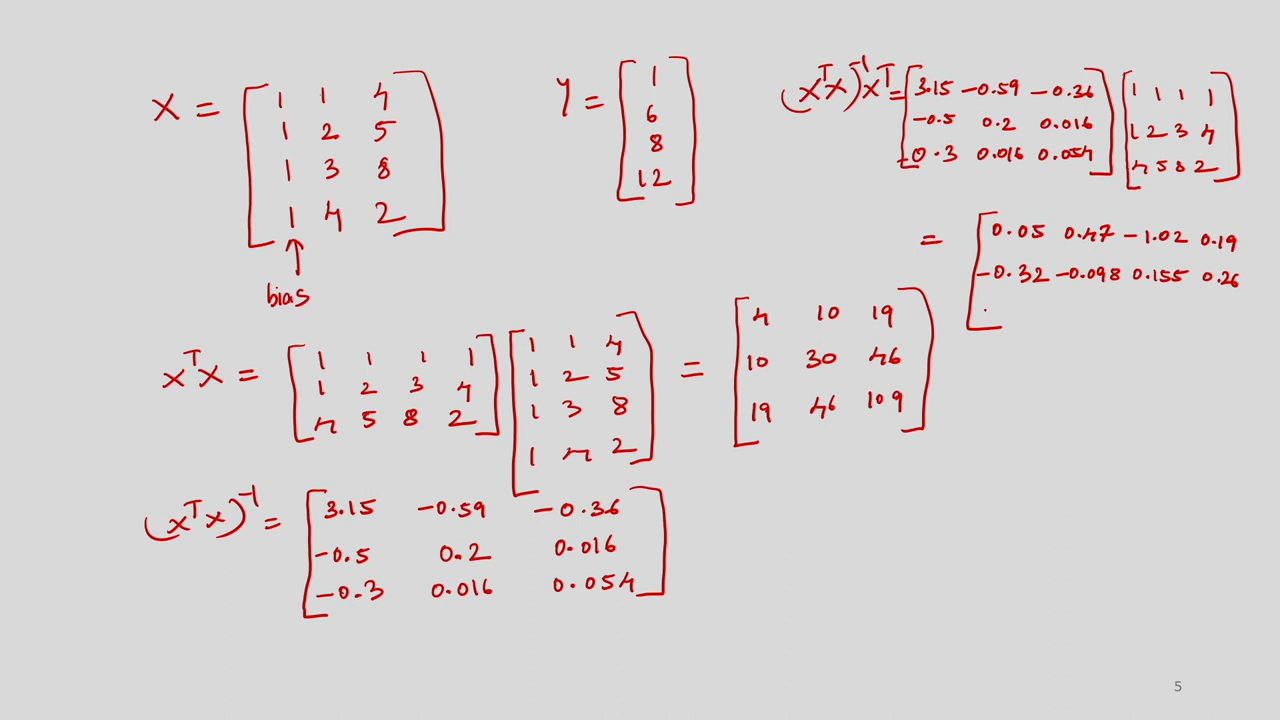 X = [ 1 1 4
1 2 5
1 3 8
1 4 2 ]
↑
bias
Y = [ 1
6
8
12 ]
(XᵀX)⁻¹Xᵀ = [ 3.15 -0.59 -0.36
-0.5 0.2 0.016
-0.3 0.016 0.054 ] [ 1 1 1 1
1 2 3 4
4 5 8 2 ]
= [ 0.05 0.47 -1.02 0.19
-0.32 -0.098 0.155 0.26
. ]
XᵀX = [ 1 1 1 1
1 2 3 4
4 5 8 2 ] [ 1 1 4
1 2 5
1 3 8
1 4 2 ] = [ 4 10 19
10 30 46
19 46 109 ]
(XᵀX)⁻¹ = [ 3.15 -0.59 -0.36
-0.5 0.2 0.016
-0.3 0.016 0.054 ]
5